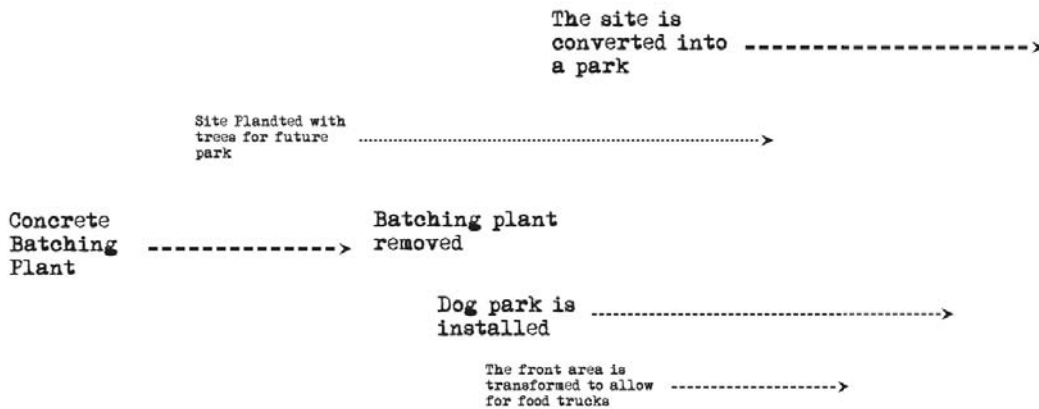 The site is
converted into
a park
Site Plandted with
trees for future
park
Concrete
Batching
Plant
Batching plant
removed
Dog park is
installed
The front area is
transformed to allow
for food trucks